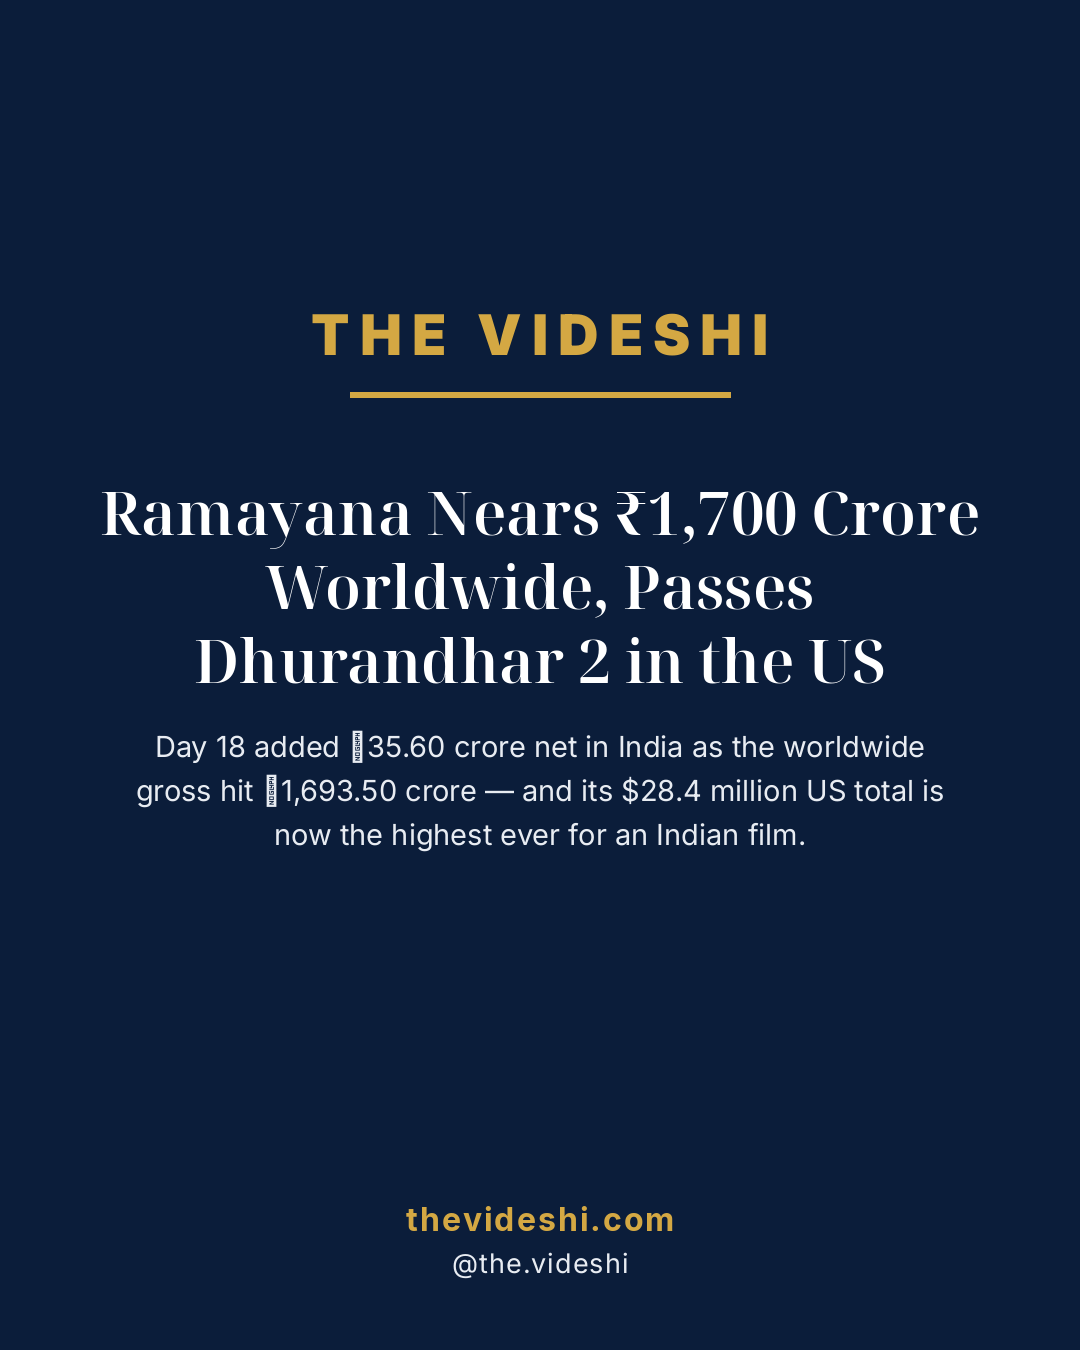 THE VIDESHI
Ramayana Nears ₹1,700 Crore
Worldwide, Passes
Dhurandhar 2 in the US
Day 18 added 35.60 crore net in India as the worldwide
gross hit 1,693.50 crore — and its $28.4 million US total is
now the highest ever for an Indian film.
thevideshi.com
@the.videshi